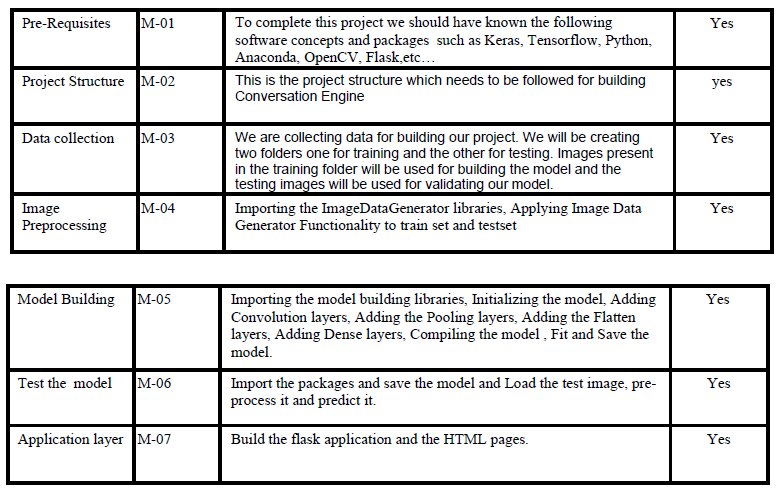 Pre-Requisites M-01 To complete this project we should have known the following Yes
software concepts and packages such as Keras, Tensorflow, Python,
Anaconda, OpenCV, Flask,etc…
Project Structure M-02 This is the project structure which needs to be followed for building yes
Conversation Engine
Data collection M-03 We are collecting data for building our project. We will be creating Yes
two folders one for training and the other for testing. Images present
in the training folder will be used for building the model and the
testing images will be used for validating our model.
Image M-04 Importing the ImageDataGenerator libraries, Applying Image Data Yes
Preprocessing Generator Functionality to train set and testset
Model Building M-05 Importing the model building libraries, Initializing the model, Adding Yes
Convolution layers, Adding the Pooling layers, Adding the Flatten
layers, Adding Dense layers, Compiling the model , Fit and Save the
model.
Test the model M-06 Import the packages and save the model and Load the test image, pre- Yes
process it and predict it.
Application layer M-07 Build the flask application and the HTML pages. Yes